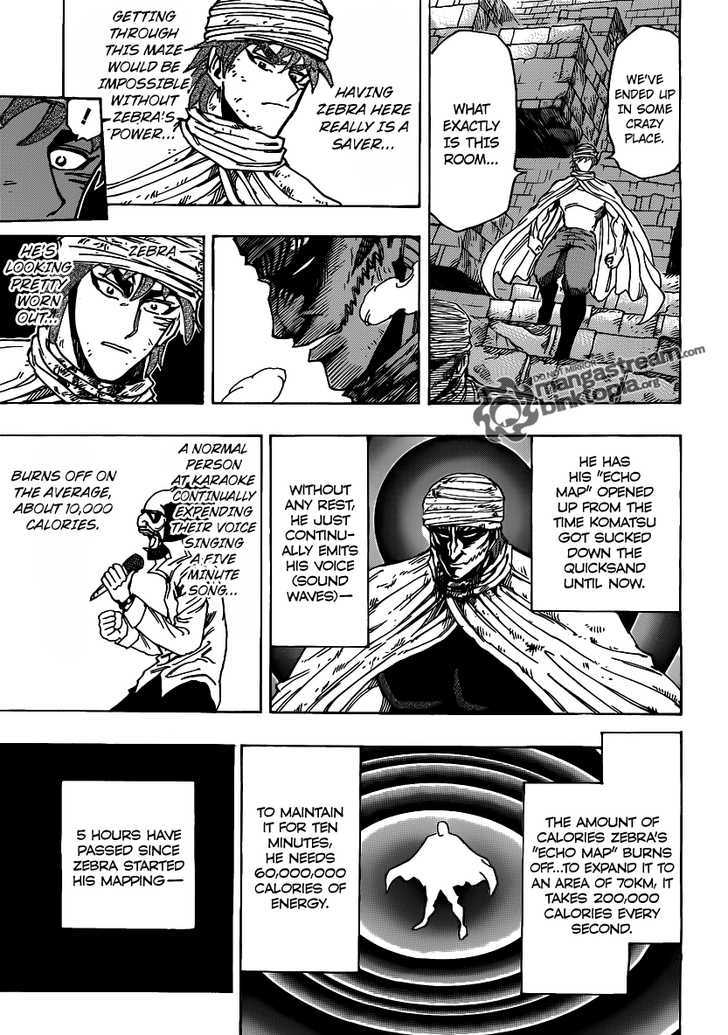 WE'VE
ENDED UP
IN SOME
CRAZY
PLACE.
WHAT
EXACTLY
IS THIS
ROOM...
HAVING
ZEBRA HERE
REALLY IS A
SAVER...
GETTING
THROUGH
THIS MAZE
WOULD BE
IMPOSSIBLE
WITHOUT
ZEBRA'S
POWER...
!
ZEBRA
HE'S
LOOKING
PRETTY
WORN
OUT...
DO NOT MIRROR
mangastream.com
binktopia.org
HE HAS
HIS "ECHO
MAP" OPENED
UP FROM THE
TIME KOMATSU
GOT SUCKED
DOWN THE
QUICKSAND
UNTIL NOW.
WITHOUT
ANY REST,
HE JUST
CONTINU-
ALLY EMITS
HIS VOICE
(SOUND
WAVES)—
A NORMAL
PERSON
AT KARAOKE
CONTINUALLY
EXPENDING
THEIR VOICE
SINGING
A FIVE
MINUTE
SONG...
BURNS OFF ON
THE AVERAGE,
ABOUT 10,000
CALORIES.
THE AMOUNT OF
CALORIES ZEBRA'S
"ECHO MAP" BURNS
OFF...TO EXPAND IT TO
AN AREA OF 70KM, IT
TAKES 200,000
CALORIES EVERY
SECOND.
TO MAINTAIN
IT FOR TEN
MINUTES,
HE NEEDS
60,000,000
CALORIES OF
ENERGY.
5 HOURS HAVE
PASSED SINCE
ZEBRA STARTED
HIS MAPPING—